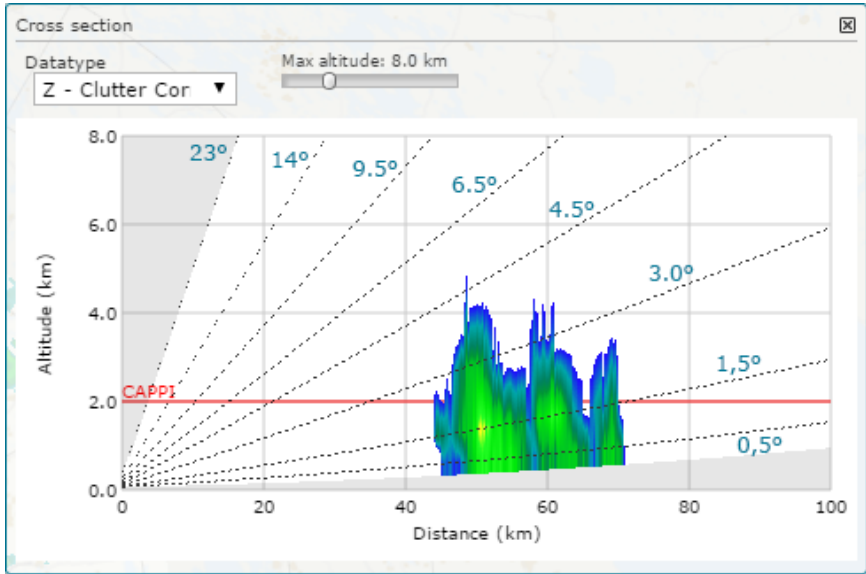 Cross section
Datatype
Max altitude: 8.0 km
Z - Clutter Cor
8.0
23º
14º
9.5º
6.5º
4.5º
6.0
3.0º
4.0
1,5º
CAPPI
2.0
0,5º
0.0
0
20
40
60
80
100
Altitude (km)
Distance (km)